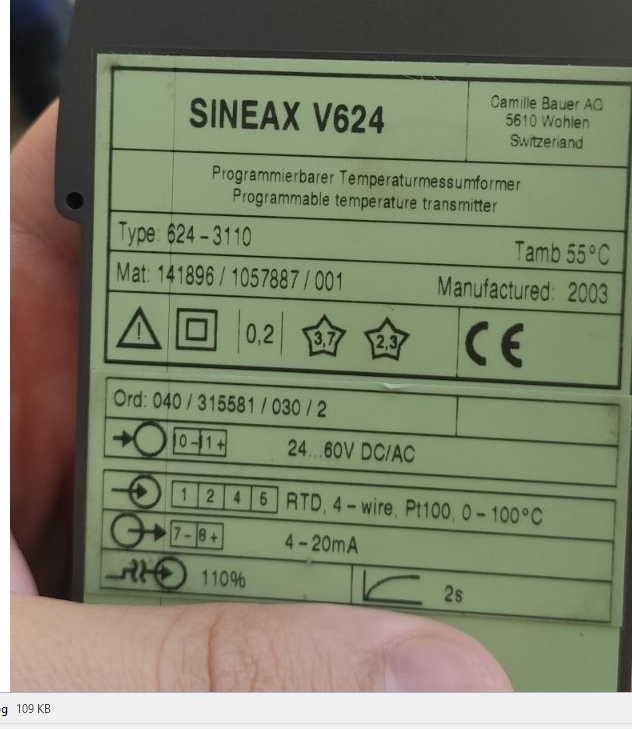 SINEAX V624
Camille Bauer AG
5610 Wohlen
Switzerland
Programmierbarer Temperaturmessumformer
Programmable temperature transmitter
Type: 624 – 3110
Tamb 55°C
Mat: 141896 / 1057887 / 001
Manufactured: 2003
! 0,2 3,7 2,3 CE
Ord: 040 / 315581 / 030 / 2
24...60V DC/AC
1 2 4 5 RTD, 4 – wire, Pt100, 0 – 100°C
7 – 8 + 4 – 20mA
110% 2s
109 KB